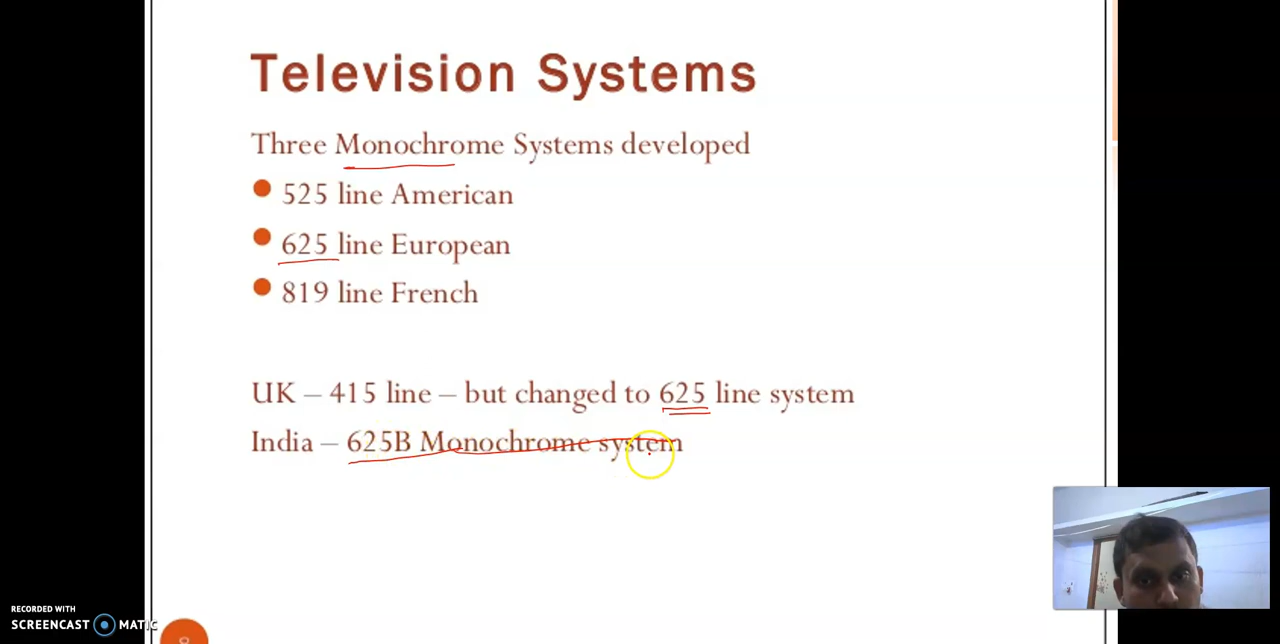 Television Systems
Three Monochrome Systems developed
525 line American
625 line European
819 line French
UK – 415 line – but changed to 625 line system
India – 625B Monochrome system
RECORDED WITH
SCREENCAST MATIC